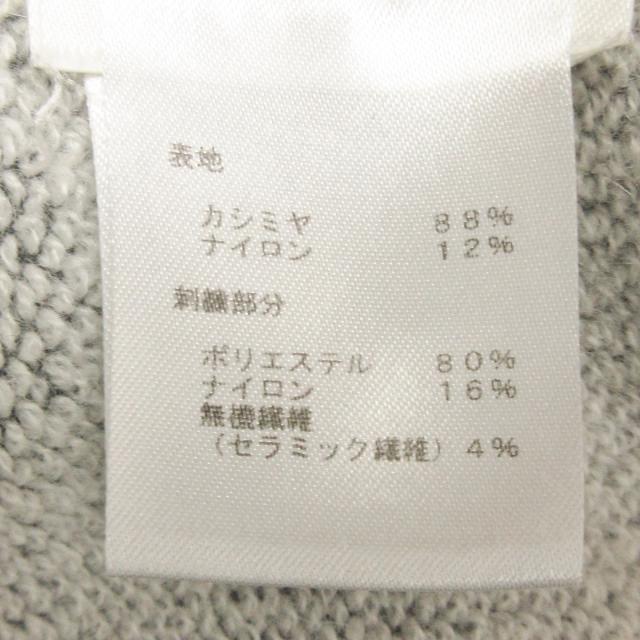 表地
カシミヤ 88%
ナイロン 12%
刺繍部分
ポリエステル 80%
ナイロン 16%
無機繊維
(セラミック繊維) 4%